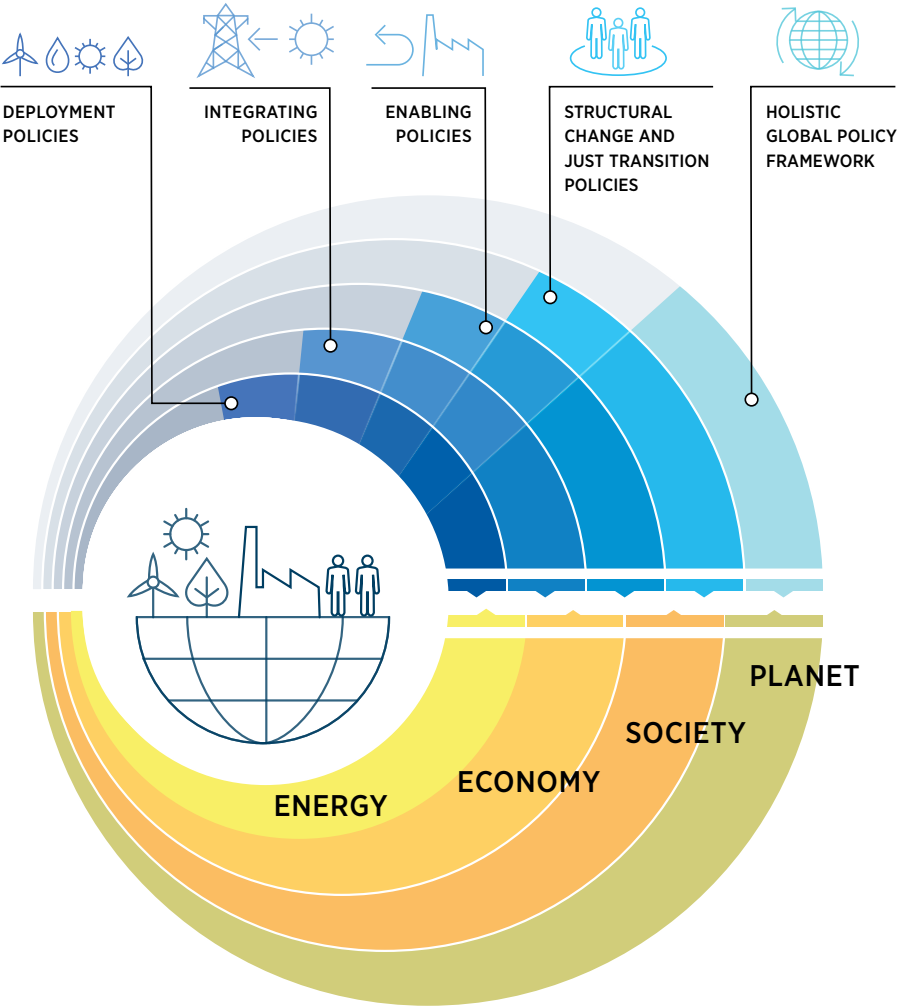 DEPLOYMENT
POLICIES
INTEGRATING
POLICIES
ENABLING
POLICIES
STRUCTURAL
CHANGE AND
JUST TRANSITION
POLICIES
HOLISTIC
GLOBAL POLICY
FRAMEWORK
PLANET
SOCIETY
ECONOMY
ENERGY